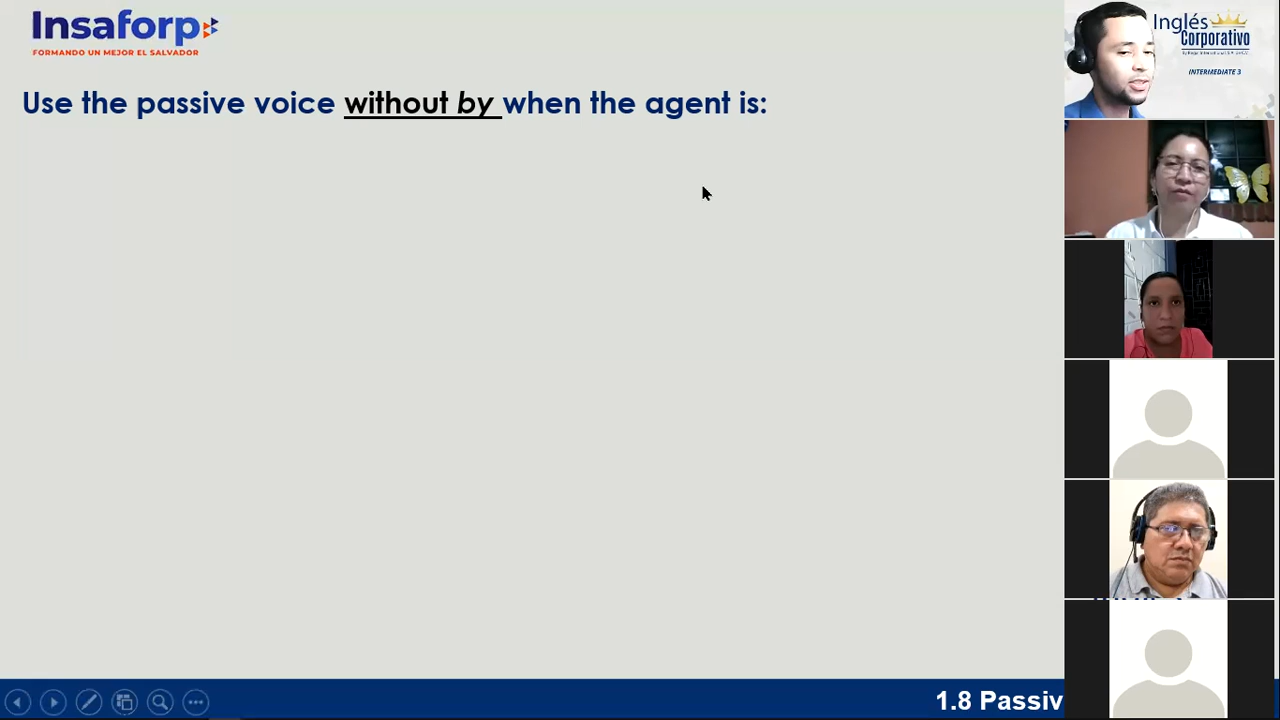 Insaforp
FORMANDO UN MEJOR EL SALVADOR
Use the passive voice without by when the agent is:
Inglés
Corporativo
INTERMEDIATE 3
1.8 Passiv